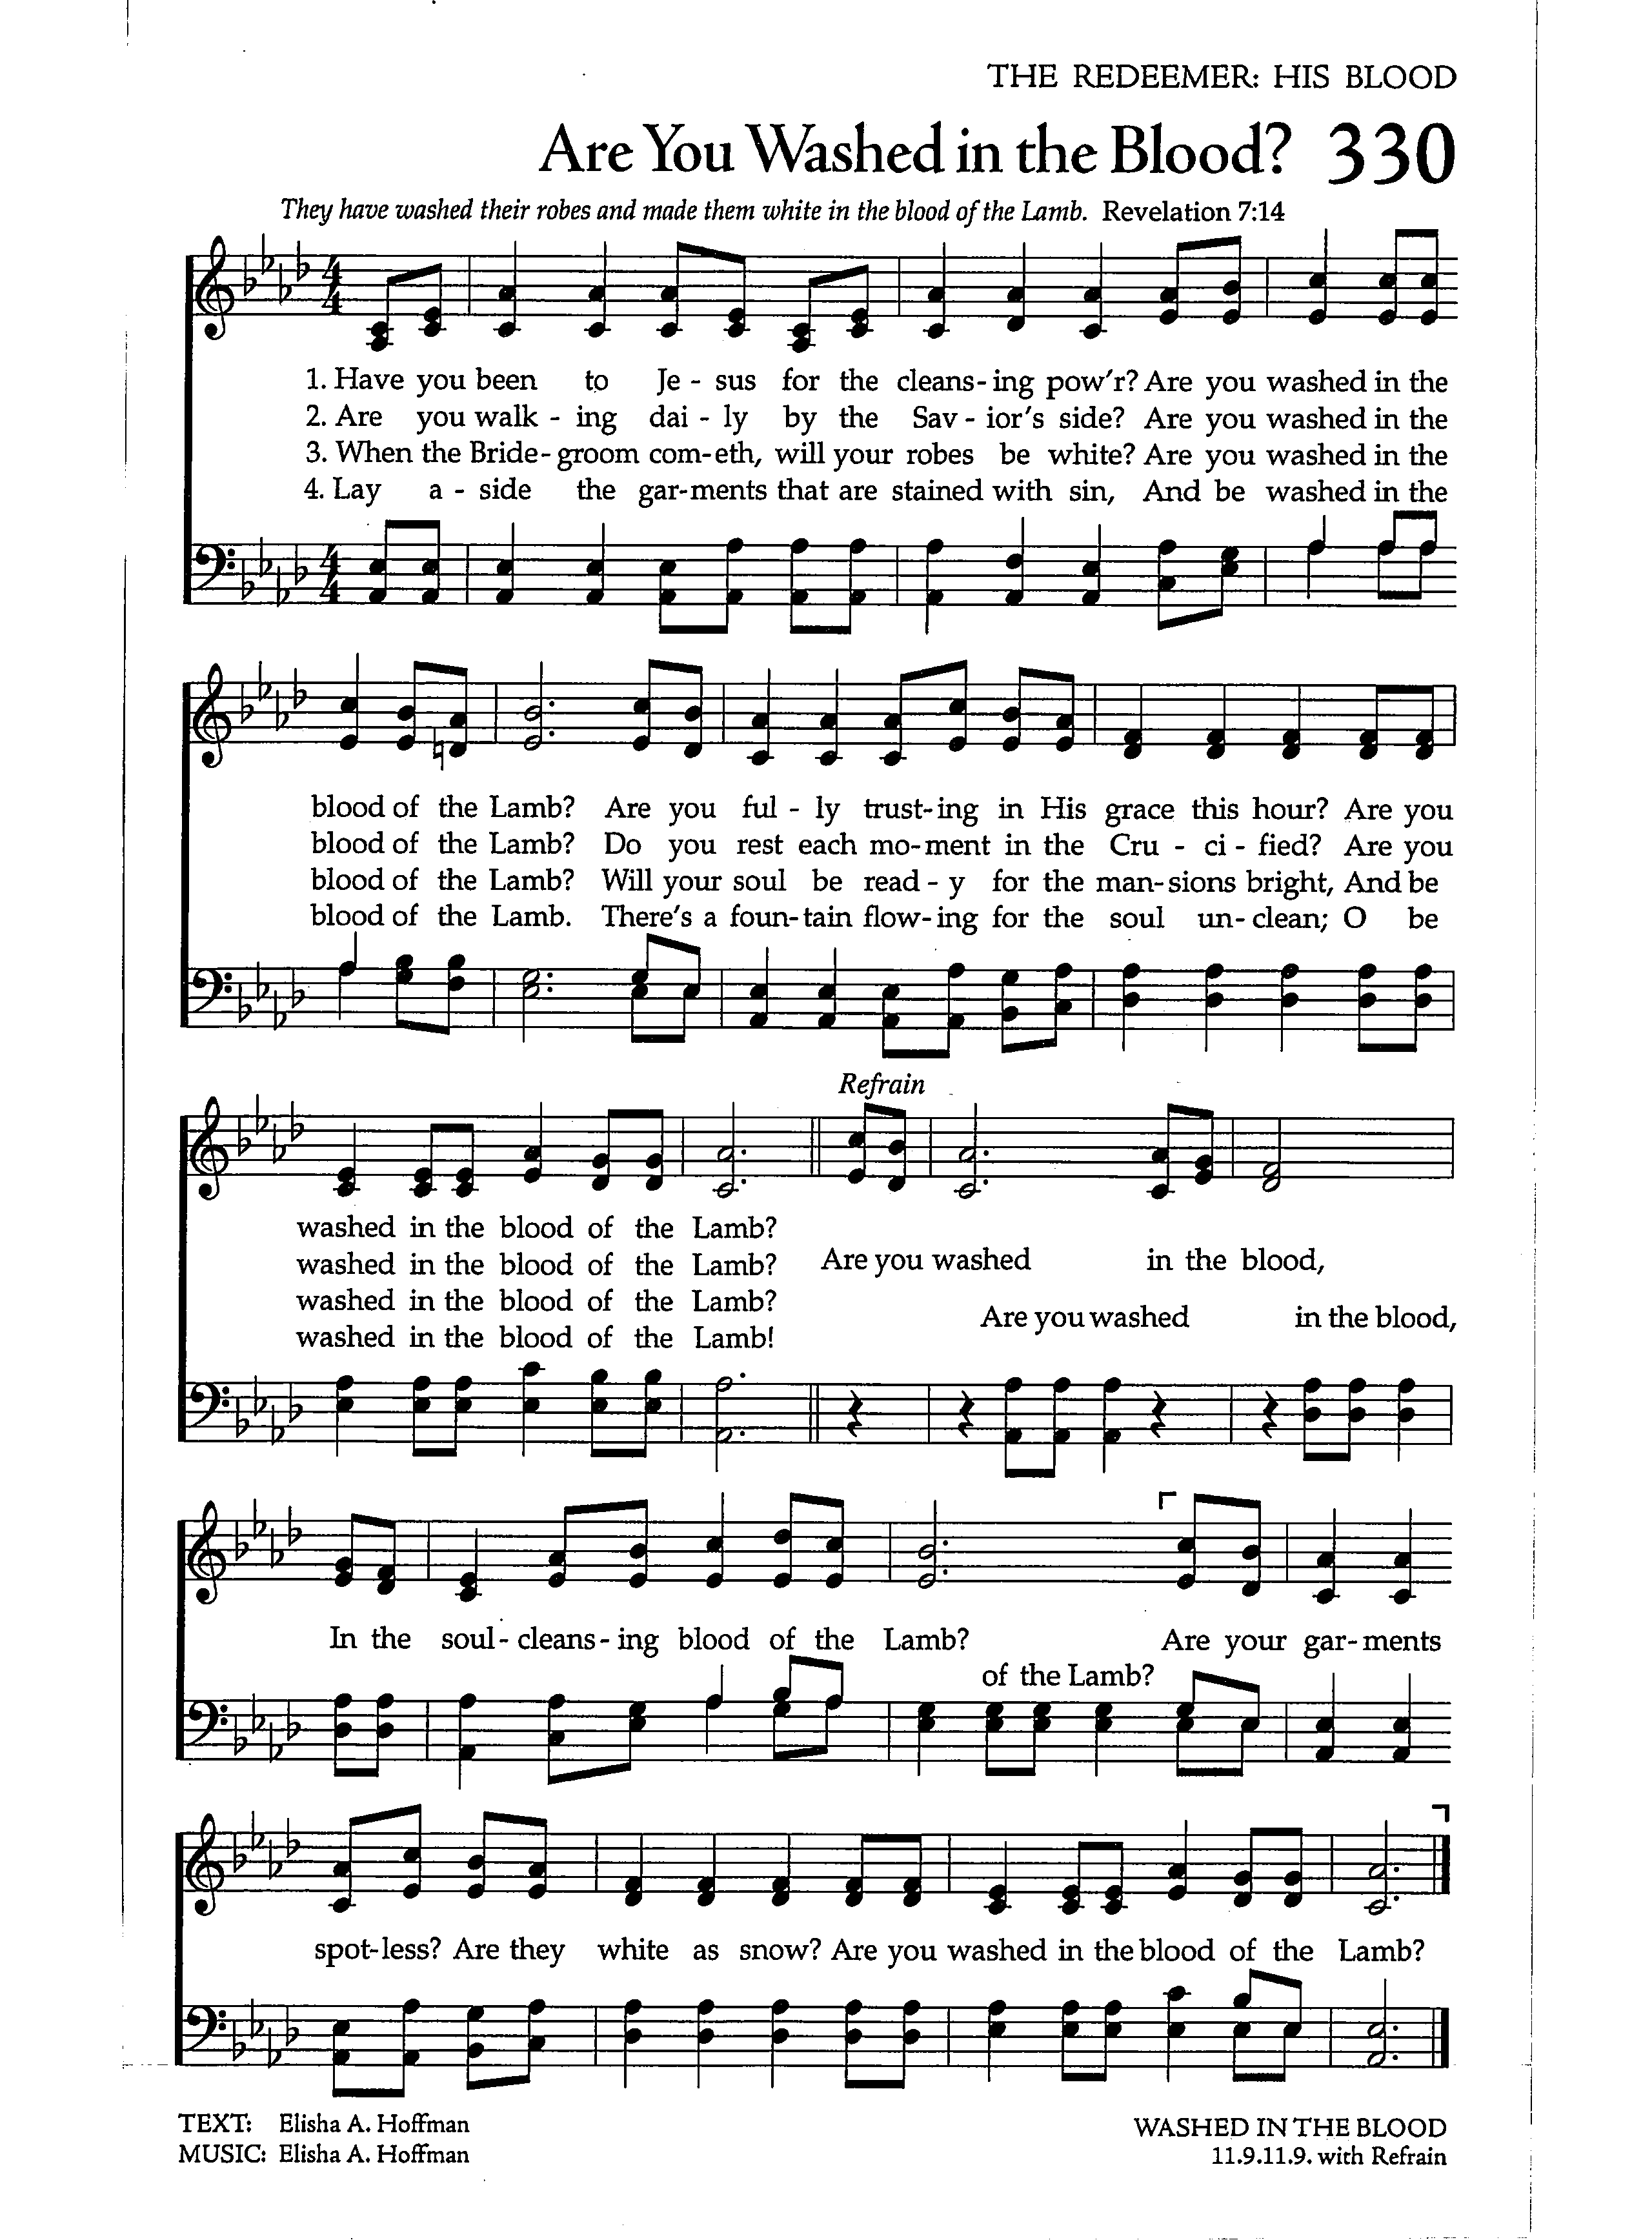 THE REDEEMER: HIS BLOOD
Are You Washed in the Blood? 330
They have washed their robes and made them white in the blood of the Lamb. Revelation 7:14
4
4
1. Have you been to Je - sus for the cleans - ing pow'r? Are you washed in the
2. Are you walk - ing dai - ly by the Sav - ior's side? Are you washed in the
3. When the Bride - groom com - eth, will your robes be white? Are you washed in the
4. Lay a - side the gar - ments that are stained with sin, And be washed in the
4
4
blood of the Lamb? Are you ful - ly trust - ing in His grace this hour? Are you
blood of the Lamb? Do you rest each mo - ment in the Cru - ci - fied? Are you
blood of the Lamb? Will your soul be read - y for the man - sions bright, And be
blood of the Lamb. There's a foun - tain flow - ing for the soul un - clean; O be
Refrain
washed in the blood of the Lamb?
washed in the blood of the Lamb? Are you washed in the blood,
washed in the blood of the Lamb? Are you washed in the blood,
washed in the blood of the Lamb!
In the soul - cleans - ing blood of the Lamb? Are your gar - ments
of the Lamb?
spot - less? Are they white as snow? Are you washed in the blood of the Lamb?
TEXT: Elisha A. Hoffman
MUSIC: Elisha A. Hoffman
WASHED IN THE BLOOD
11.9.11.9. with Refrain